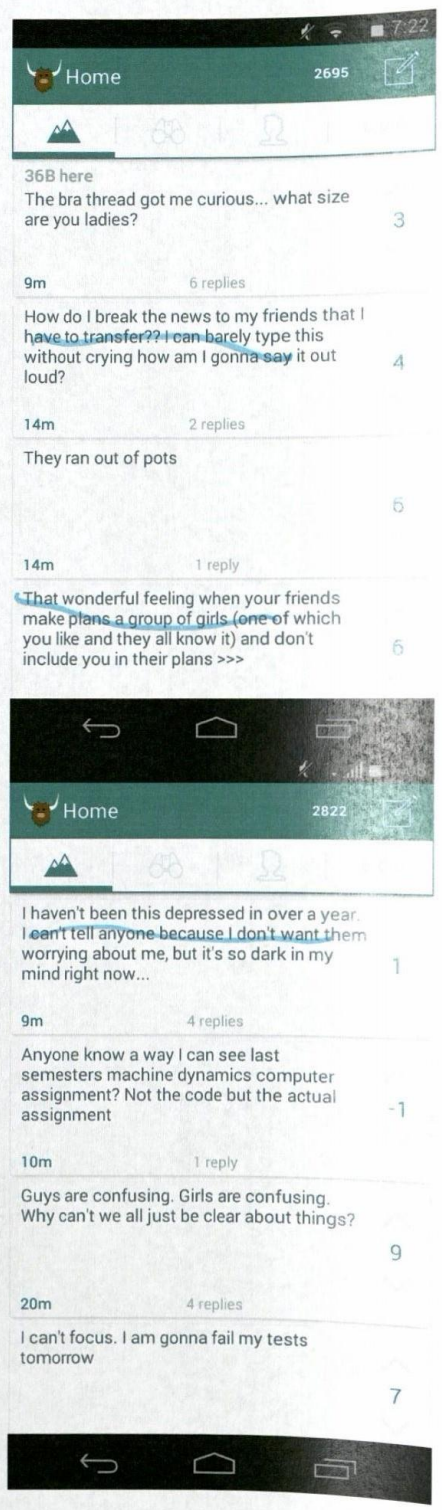 7:22
Home
2695
36B here
The bra thread got me curious... what size
are you ladies?
3
9m
6 replies
How do I break the news to my friends that I
have to transfer?? I can barely type this
without crying how am I gonna say it out
loud?
4
14m
2 replies
They ran out of pots
14m
1 reply
That wonderful feeling when your friends
make plans a group of girls (one of which
you like and they all know it) and don't
include you in their plans >>>
6
Home
2822
I haven't been this depressed in over a year.
I can't tell anyone because I don't want them
worrying about me, but it's so dark in my
mind right now...
1
9m
4 replies
Anyone know a way I can see last
semesters machine dynamics computer
assignment? Not the code but the actual
assignment
-1
10m
1 reply
Guys are confusing. Girls are confusing.
Why can't we all just be clear about things?
9
20m
4 replies
I can't focus. I am gonna fail my tests
tomorrow
7